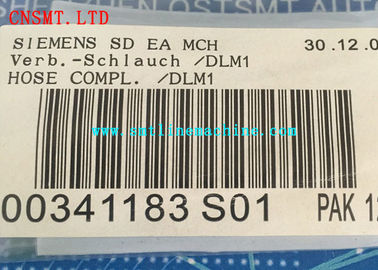 CNSMT.LTD
SIEMENS SD EA MCH 30.12.0
Verb.-Schlauch /DLM1
HOSE COMPL. /DLM1
www.smtlinemachine.com
00341183 S01 PAK 12